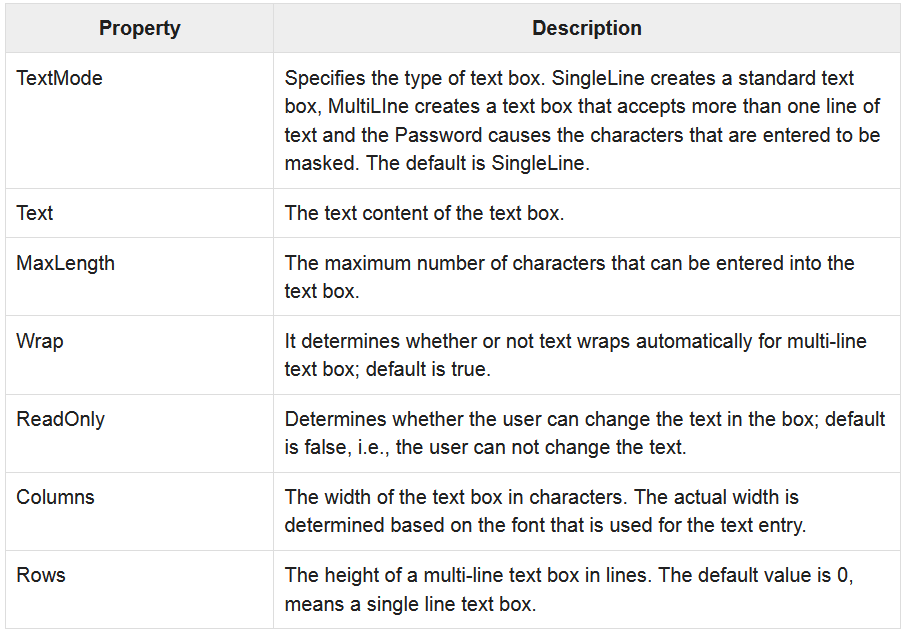 Property Description
TextMode Specifies the type of text box. SingleLine creates a standard text
box, MultiLIne creates a text box that accepts more than one line of
text and the Password causes the characters that are entered to be
masked. The default is SingleLine.
Text The text content of the text box.
MaxLength The maximum number of characters that can be entered into the
text box.
Wrap It determines whether or not text wraps automatically for multi-line
text box; default is true.
ReadOnly Determines whether the user can change the text in the box; default
is false, i.e., the user can not change the text.
Columns The width of the text box in characters. The actual width is
determined based on the font that is used for the text entry.
Rows The height of a multi-line text box in lines. The default value is 0,
means a single line text box.